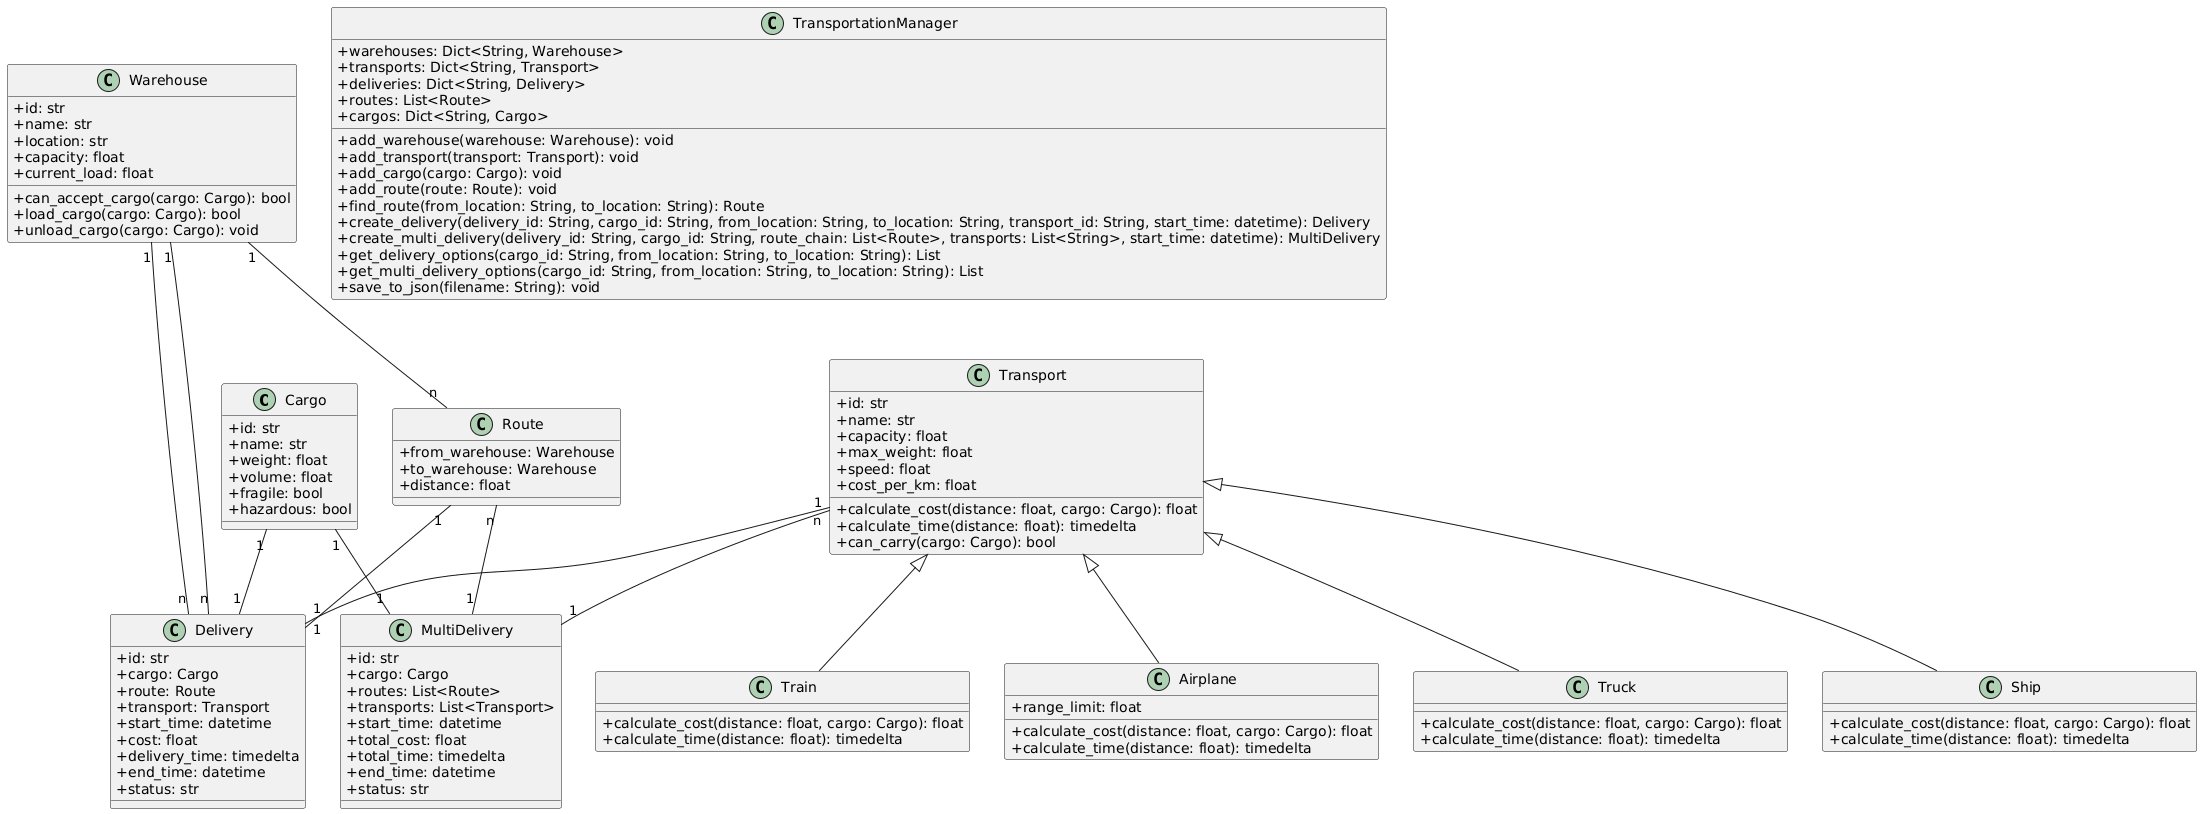 C TransportationManager
+warehouses: Dict<String, Warehouse>
+transports: Dict<String, Transport>
+deliveries: Dict<String, Delivery>
+routes: List<Route>
+cargos: Dict<String, Cargo>
+add_warehouse(warehouse: Warehouse): void
+add_transport(transport: Transport): void
+add_cargo(cargo: Cargo): void
+add_route(route: Route): void
+find_route(from_location: String, to_location: String): Route
+create_delivery(delivery_id: String, cargo_id: String, from_location: String, to_location: String, transport_id: String, start_time: datetime): Delivery
+create_multi_delivery(delivery_id: String, cargo_id: String, route_chain: List<Route>, transports: List<String>, start_time: datetime): MultiDelivery
+get_delivery_options(cargo_id: String, from_location: String, to_location: String): List
+get_multi_delivery_options(cargo_id: String, from_location: String, to_location: String): List
+save_to_json(filename: String): void
C Warehouse
+id: str
+name: str
+location: str
+capacity: float
+current_load: float
+can_accept_cargo(cargo: Cargo): bool
+load_cargo(cargo: Cargo): bool
+unload_cargo(cargo: Cargo): void
1 1 1
n
C Cargo
+id: str
+name: str
+weight: float
+volume: float
+fragile: bool
+hazardous: bool
1 1
C Route
+from_warehouse: Warehouse
+to_warehouse: Warehouse
+distance: float
1 n
C Transport
+id: str
+name: str
+capacity: float
+max_weight: float
+speed: float
+cost_per_km: float
+calculate_cost(distance: float, cargo: Cargo): float
+calculate_time(distance: float): timedelta
+can_carry(cargo: Cargo): bool
1
n
n n 1 1 1 1 1
1
C Delivery
+id: str
+cargo: Cargo
+route: Route
+transport: Transport
+start_time: datetime
+cost: float
+delivery_time: timedelta
+end_time: datetime
+status: str
C MultiDelivery
+id: str
+cargo: Cargo
+routes: List<Route>
+transports: List<Transport>
+start_time: datetime
+total_cost: float
+total_time: timedelta
+end_time: datetime
+status: str
C Train
+calculate_cost(distance: float, cargo: Cargo): float
+calculate_time(distance: float): timedelta
C Airplane
+range_limit: float
+calculate_cost(distance: float, cargo: Cargo): float
+calculate_time(distance: float): timedelta
C Truck
+calculate_cost(distance: float, cargo: Cargo): float
+calculate_time(distance: float): timedelta
C Ship
+calculate_cost(distance: float, cargo: Cargo): float
+calculate_time(distance: float): timedelta